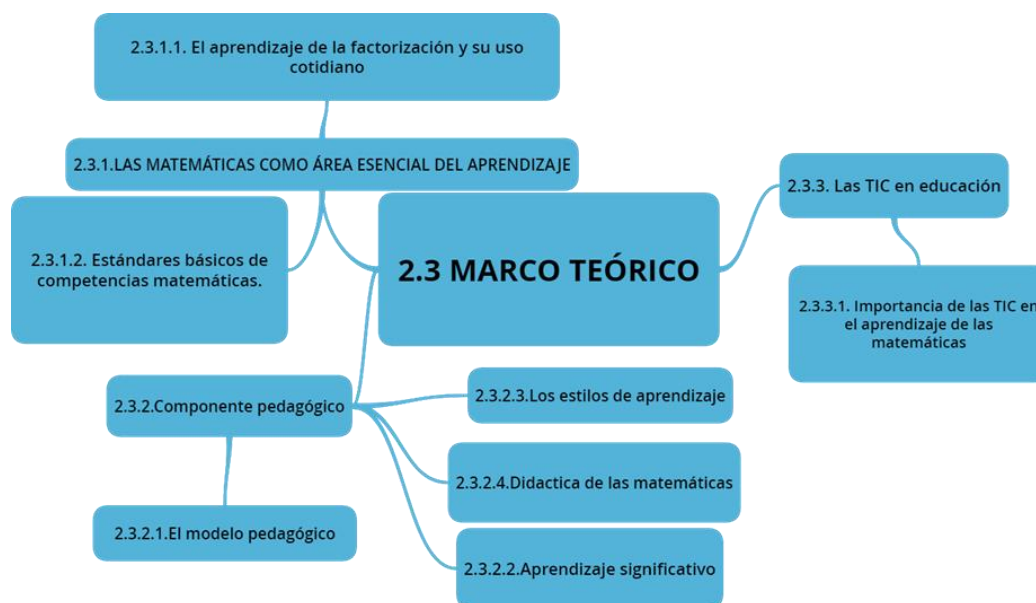 2.3.1.1. El aprendizaje de la factorización y su uso
cotidiano
2.3.1.LAS MATEMÁTICAS COMO ÁREA ESENCIAL DEL APRENDIZAJE
2.3.1.2. Estándares básicos de
competencias matemáticas.
2.3 MARCO TEÓRICO
2.3.3. Las TIC en educación
2.3.3.1. Importancia de las TIC en
el aprendizaje de las
matemáticas
2.3.2.Componente pedagógico
2.3.2.3.Los estilos de aprendizaje
2.3.2.4.Didactica de las matemáticas
2.3.2.1.El modelo pedagógico
2.3.2.2.Aprendizaje significativo